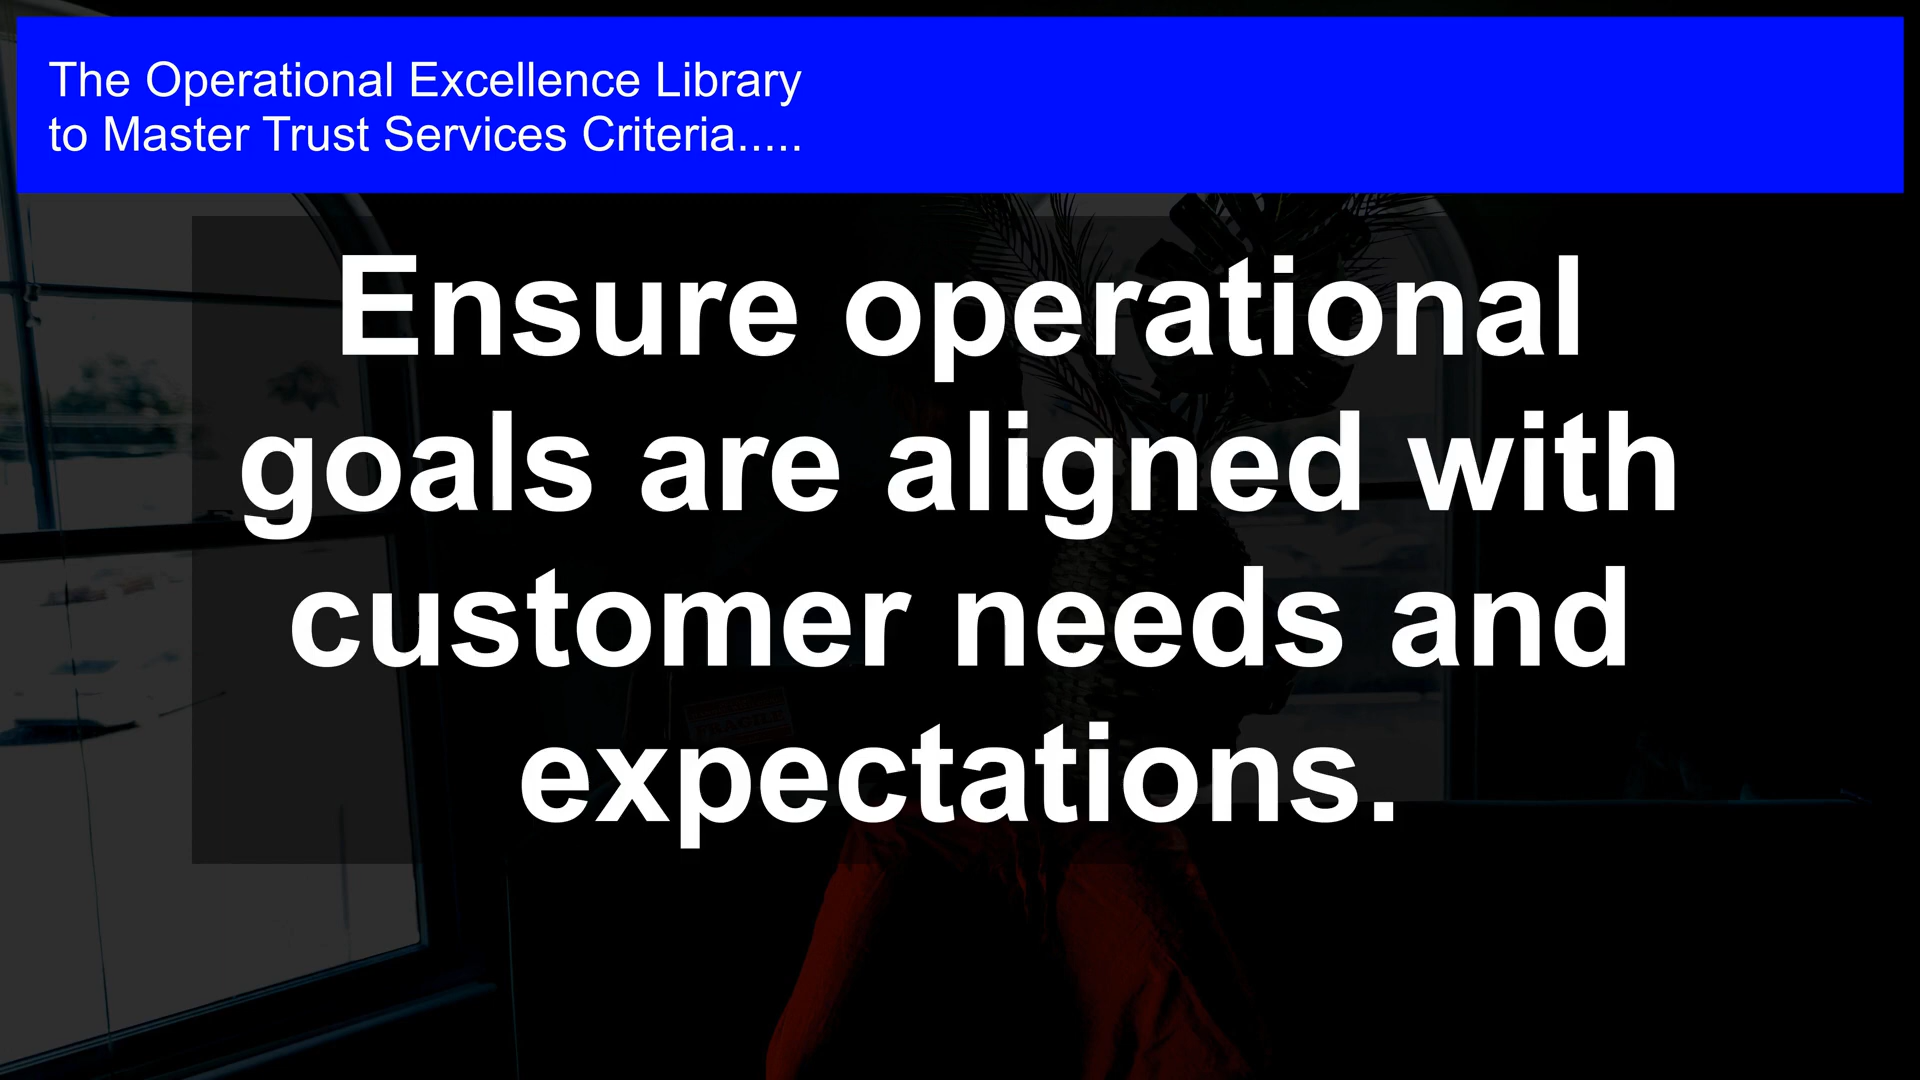 The Operational Excellence Library
to Master Trust Services Criteria.....
Ensure operational
goals are aligned with
customer needs and
expectations.